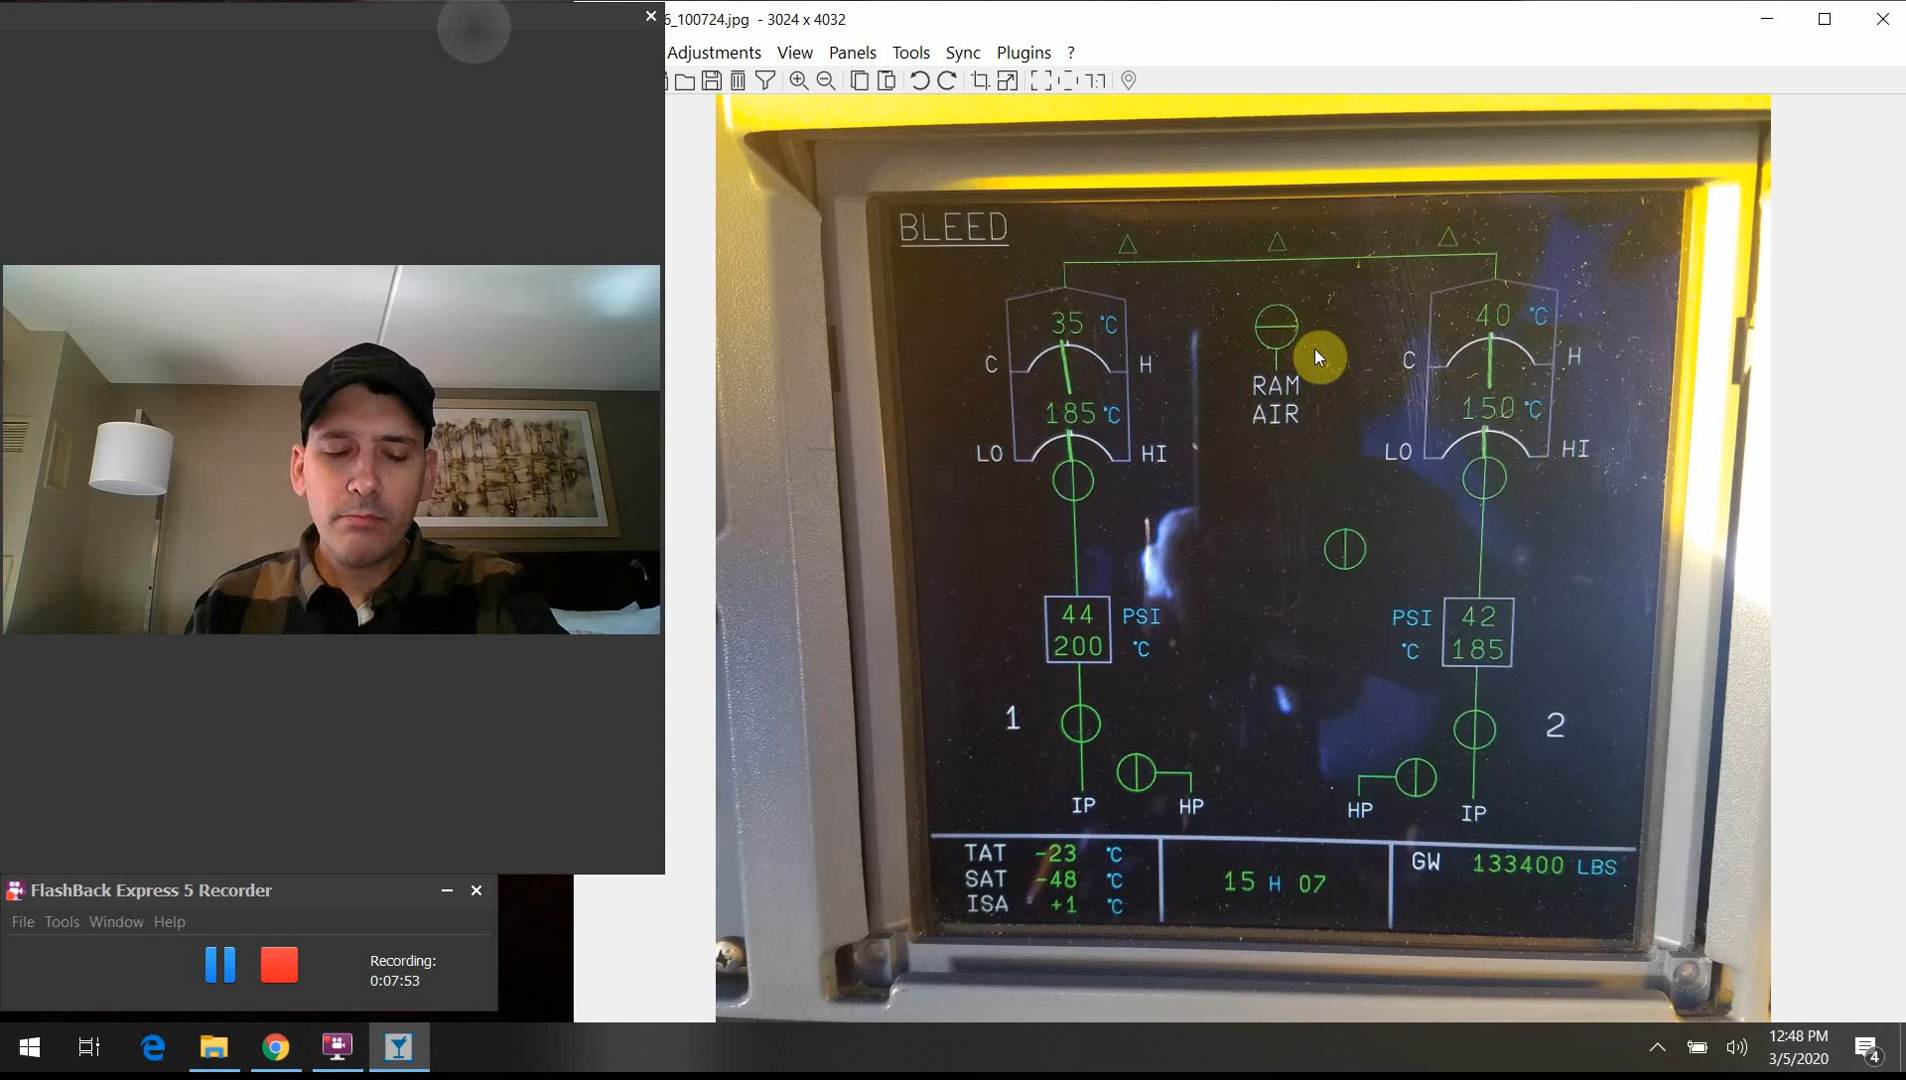 6_100724.jpg - 3024 x 4032
Adjustments View Panels Tools Sync Plugins ?
BLEED
35 °C
40 °C
C H
C H
RAM
AIR
185 °C
150 °C
LO HI
LO HI
44 PSI
200 °C
PSI 42
°C 185
1
2
IP HP
HP IP
TAT -23 °C
SAT -48 °C
ISA +1 °C
15 H 07
GW 133400 LBS
FlashBack Express 5 Recorder
File Tools Window Help
Recording:
0:07:53
12:48 PM
3/5/2020
4